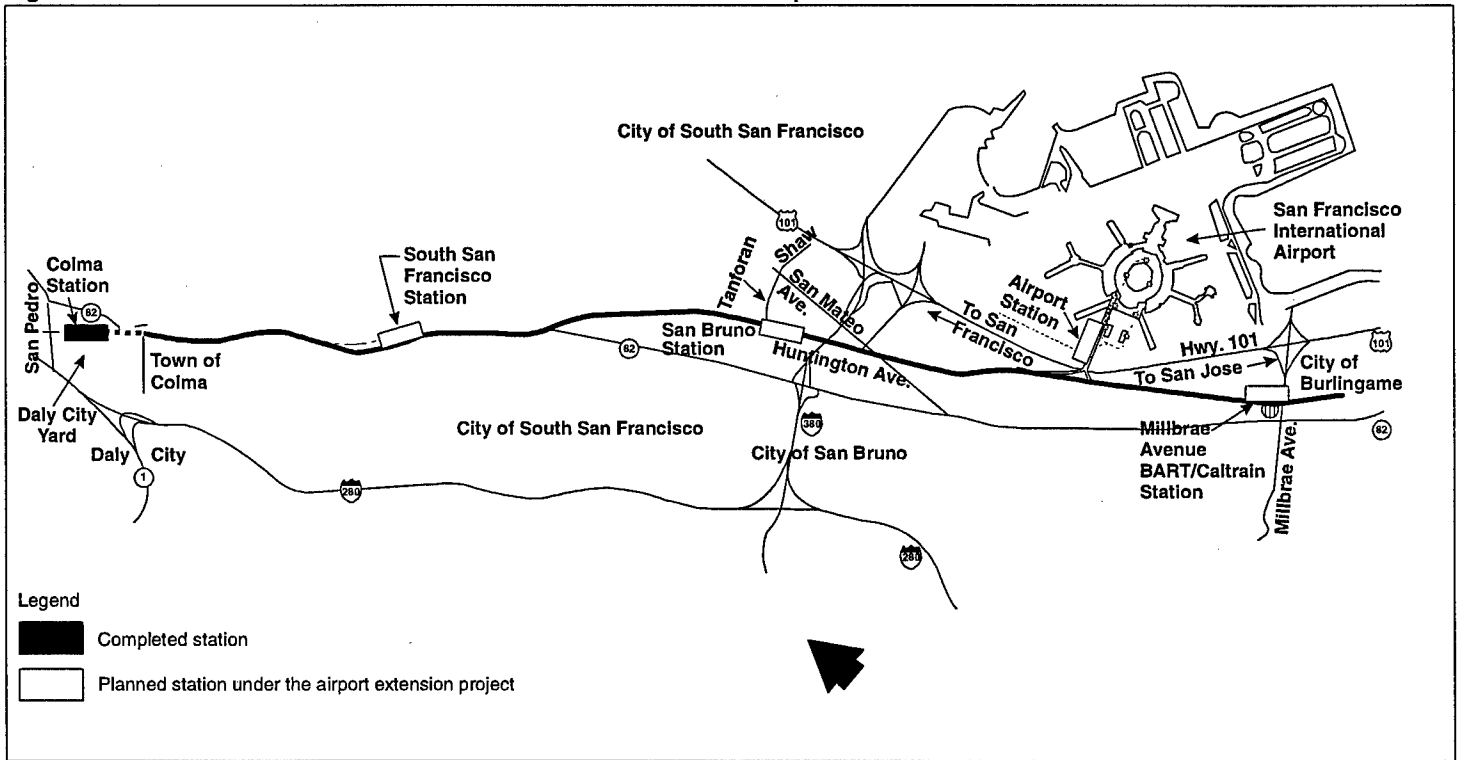 City of South San Francisco
101
San Francisco
International
Airport
Shaw
Tanforan
Ave.
San Mateo
South San
Francisco
Station
Colma
Station
82
San Pedro
Airport
Station
To San
Francisco
Hwy. 101
101
To San Jose
City of
Burlingame
San Bruno
Station
Huntington Ave.
82
Town of
Colma
Daly City
Yard
Daly City
1
City of South San Francisco
380
City of San Bruno
Millbrae
Avenue
BART/Caltrain
Station
Millbrae Ave.
82
280
280
Legend
Completed station
Planned station under the airport extension project